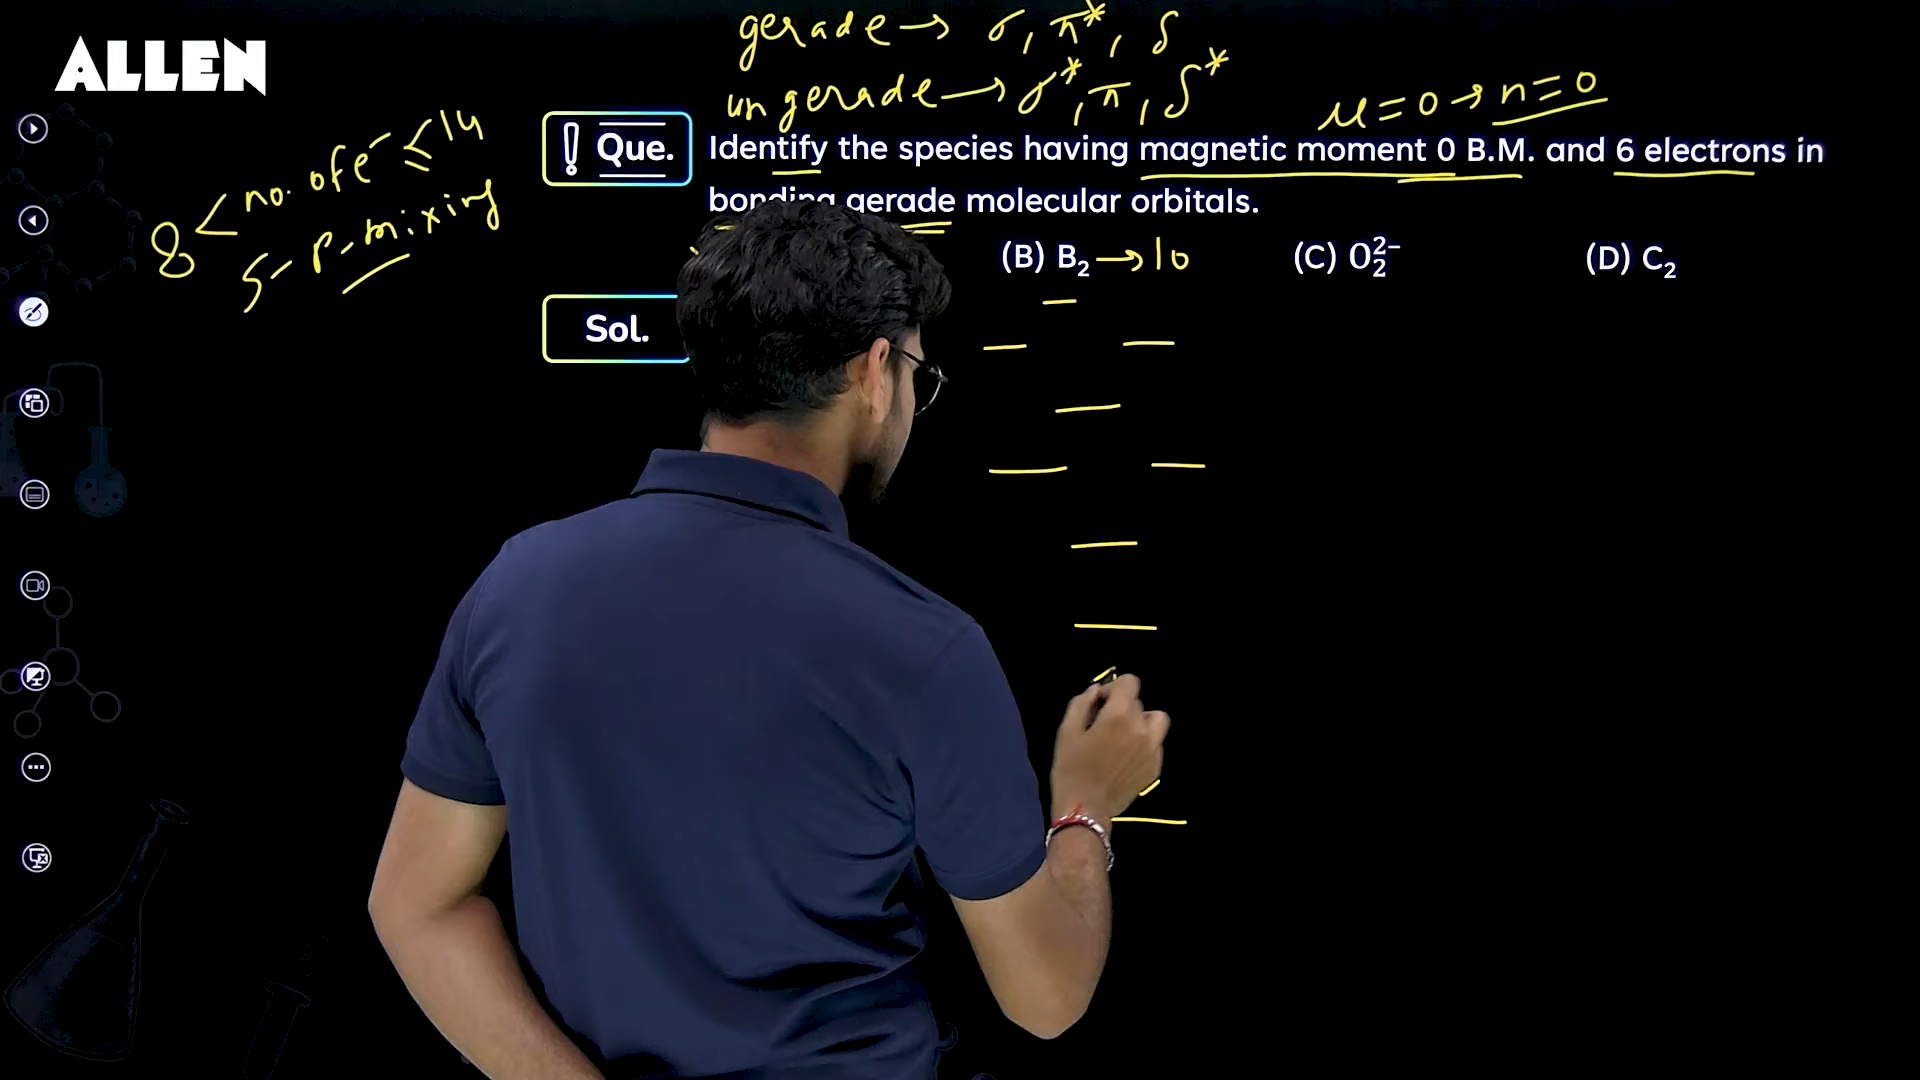 gerade → σ, π*, δ
ALLEN
ungerade → σ*, π, δ*
μ = 0 → n = 0
8 < no. of e⁻ ≤ 14
S-P-mixing
Que. Identify the species having magnetic moment 0 B.M. and 6 electrons in
bonding gerade molecular orbitals.
(B) B₂ → 10 (C) O₂²⁻ (D) C₂
Sol.